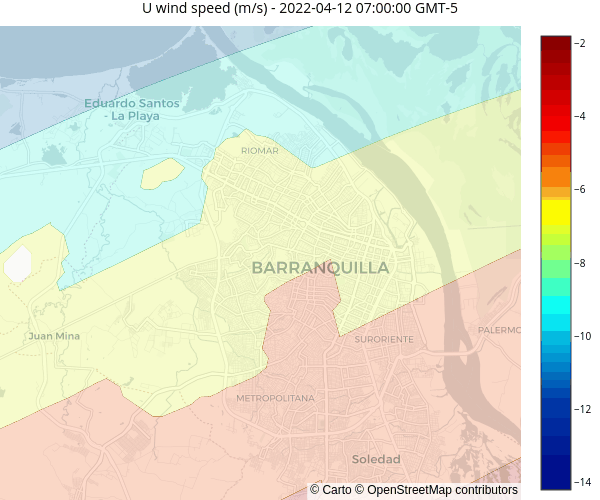 U wind speed (m/s) - 2022-04-12 07:00:00 GMT-5
−2
−4
−6
−8
−10
−12
−14
Eduardo Santos
- La Playa
RIOMAR
BARRANQUILLA
Juan Mina
SURORIENTE
PALERMO
METROPOLITANA
Soledad
© Carto © OpenStreetMap contributors